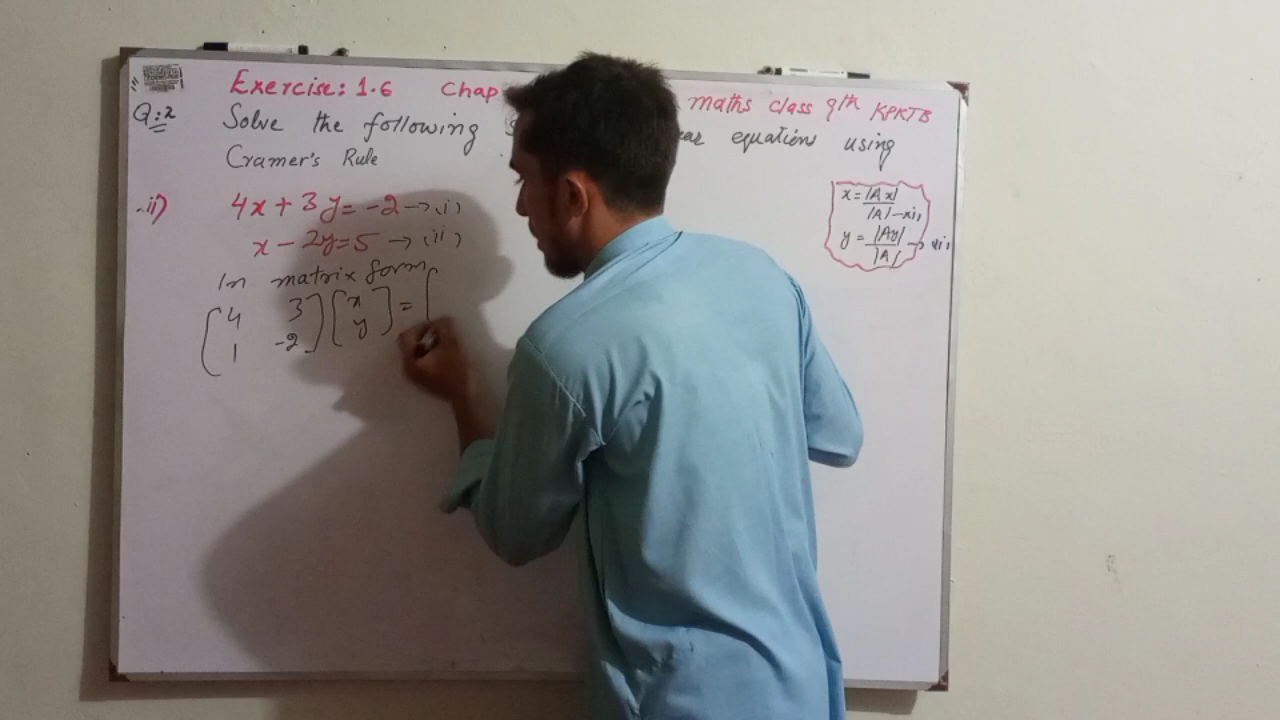 Exercise: 1.6 Chap maths class 9th KPKTB
Q:2 Solve the following equations using
Cramer's Rule
ii) 4x + 3y = -2 → (i)
x - 2y = 5 → (ii)
In matrix form
[4 3] [x] = [
[1 -2] [y]
x = |Ax|
|A|
y = |Ay|
|A|